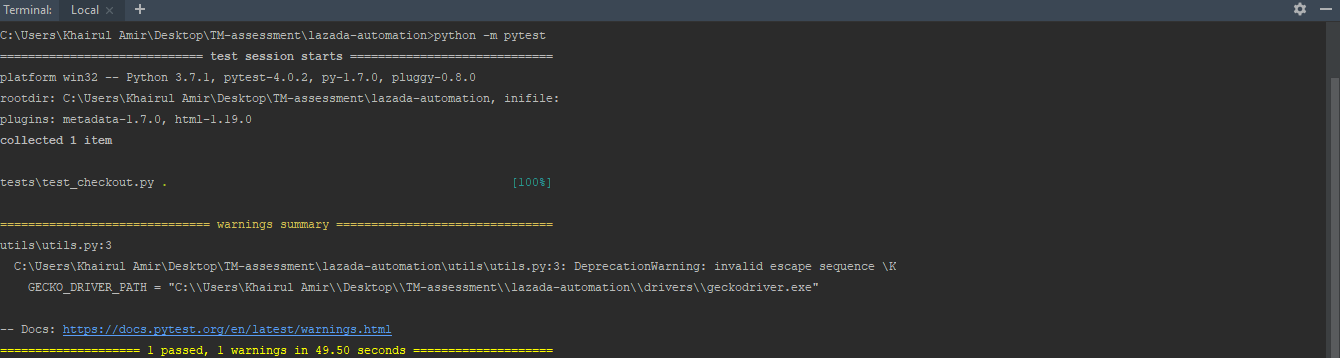 Terminal: Local × +
C:\Users\Khairul Amir\Desktop\TM-assessment\lazada-automation>python -m pytest
============================= test session starts =============================
platform win32 -- Python 3.7.1, pytest-4.0.2, py-1.7.0, pluggy-0.8.0
rootdir: C:\Users\Khairul Amir\Desktop\TM-assessment\lazada-automation, inifile:
plugins: metadata-1.7.0, html-1.19.0
collected 1 item
tests\test_checkout.py . [100%]
============================== warnings summary ===============================
utils\utils.py:3
C:\Users\Khairul Amir\Desktop\TM-assessment\lazada-automation\utils\utils.py:3: DeprecationWarning: invalid escape sequence \K
GECKO_DRIVER_PATH = "C:\\Users\Khairul Amir\\Desktop\\TM-assessment\\lazada-automation\\drivers\\geckodriver.exe"
-- Docs: https://docs.pytest.org/en/latest/warnings.html
==================== 1 passed, 1 warnings in 49.50 seconds ====================